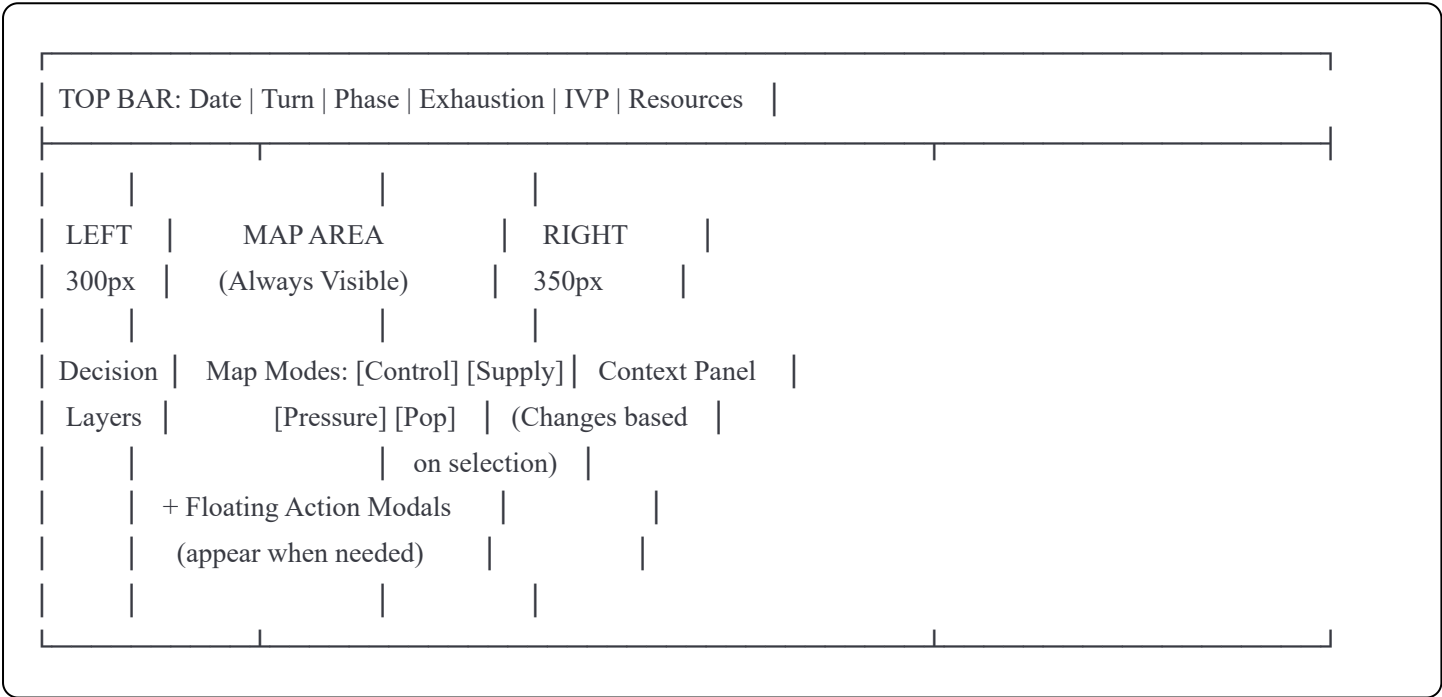 TOP BAR: Date | Turn | Phase | Exhaustion | IVP | Resources
LEFT MAP AREA RIGHT
300px (Always Visible) 350px
Decision Map Modes: [Control] [Supply] Context Panel
Layers [Pressure] [Pop] (Changes based
on selection)
+ Floating Action Modals
(appear when needed)